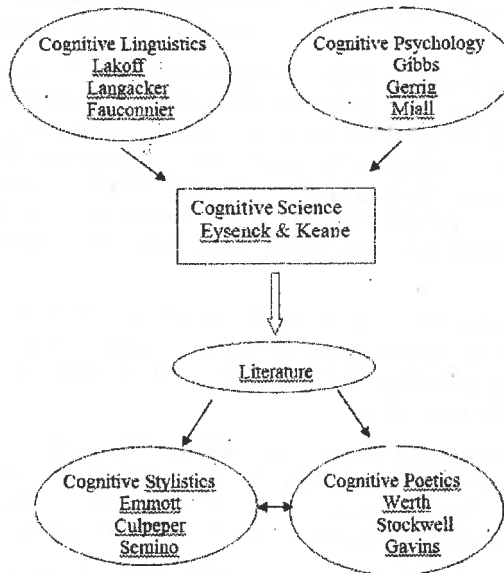 Cognitive Linguistics
Lakoff
Langacker
Fauconnier
Cognitive Psychology
Gibbs
Gerrig
Miall
Cognitive Science
Eysenck & Keane
Literature
Cognitive Stylistics
Emmott
Culpeper
Semino
Cognitive Poetics
Werth
Stockwell
Gavins